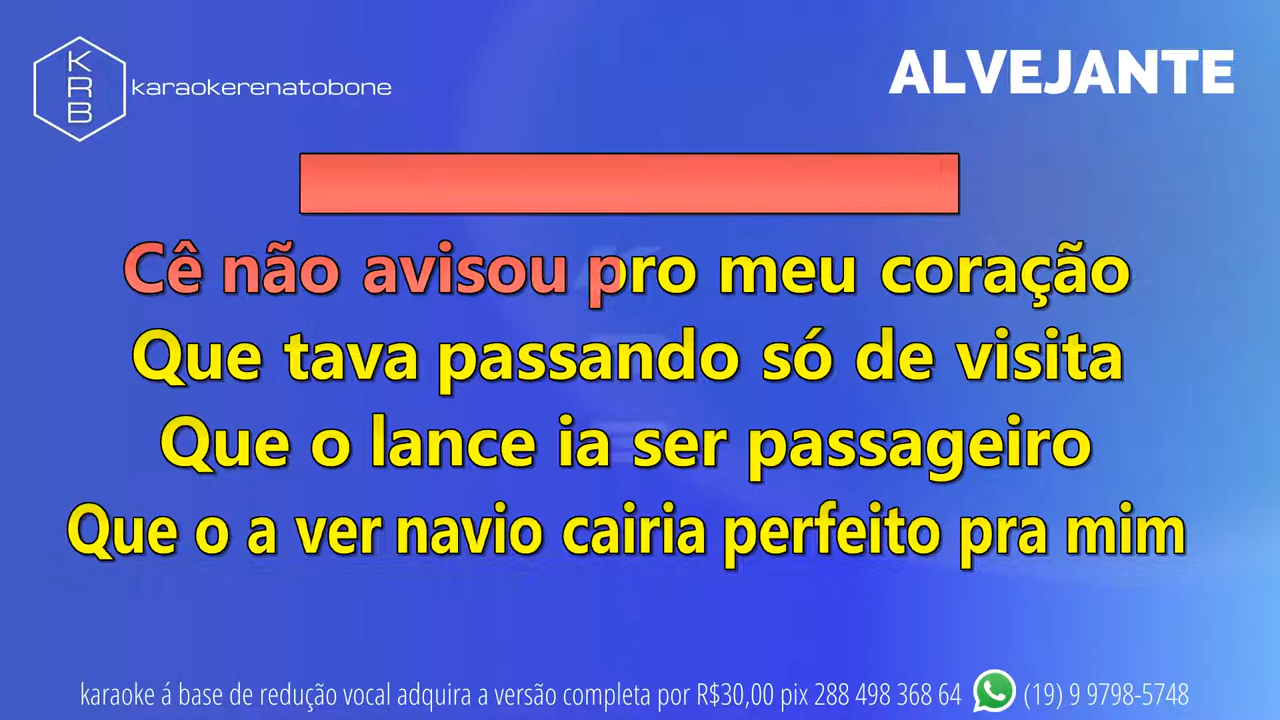 KRB
karaokerenatobone
ALVEJANTE
Cê não avisou pro meu coração
Que tava passando só de visita
Que o lance ia ser passageiro
Que o a ver navio cairia perfeito pra mim
karaoke á base de redução vocal adquira a versão completa por R$30,00 pix 288 498 368 64 (19) 9 9798-5748